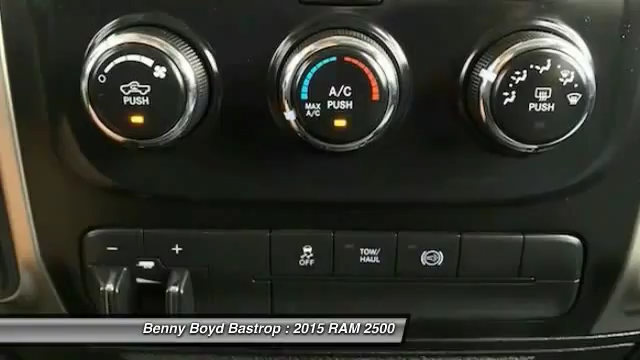 PUSH
A/C
PUSH
MAX
A/C
PUSH
OFF
TOW/
HAUL
Benny Boyd Bastrop : 2015 RAM 2500